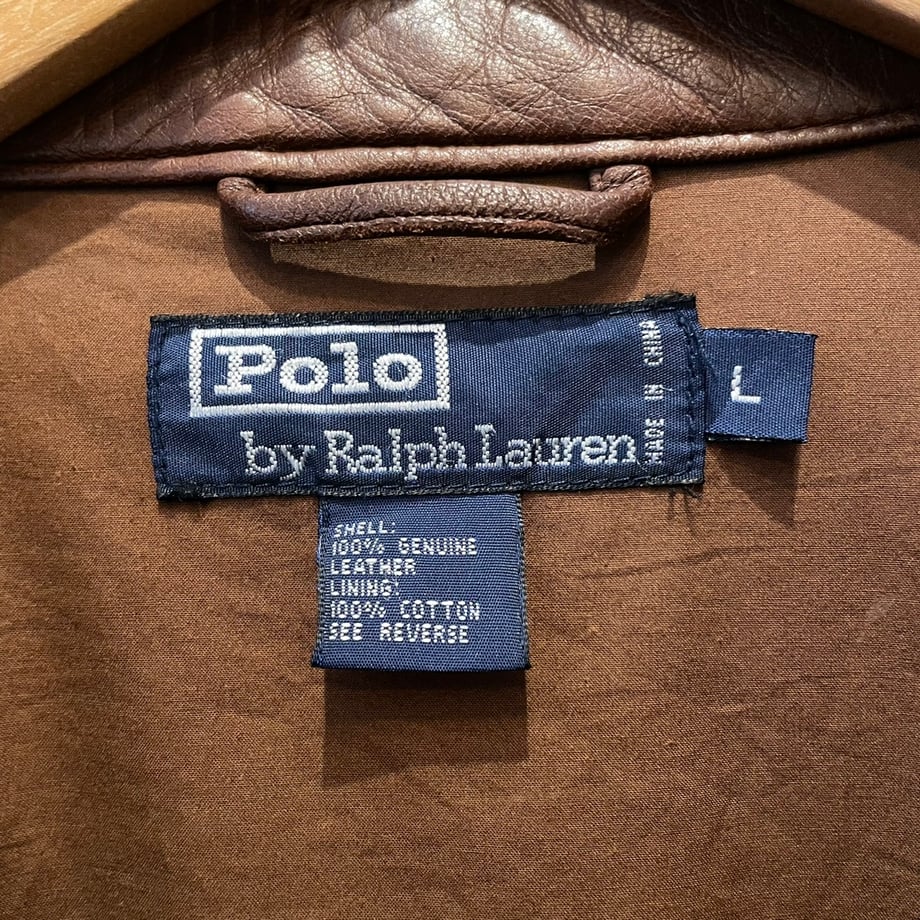 Polo
by Ralph Lauren
MADE IN CHINA
L
SHELL:
100% GENUINE
LEATHER
LINING:
100% COTTON
SEE REVERSE